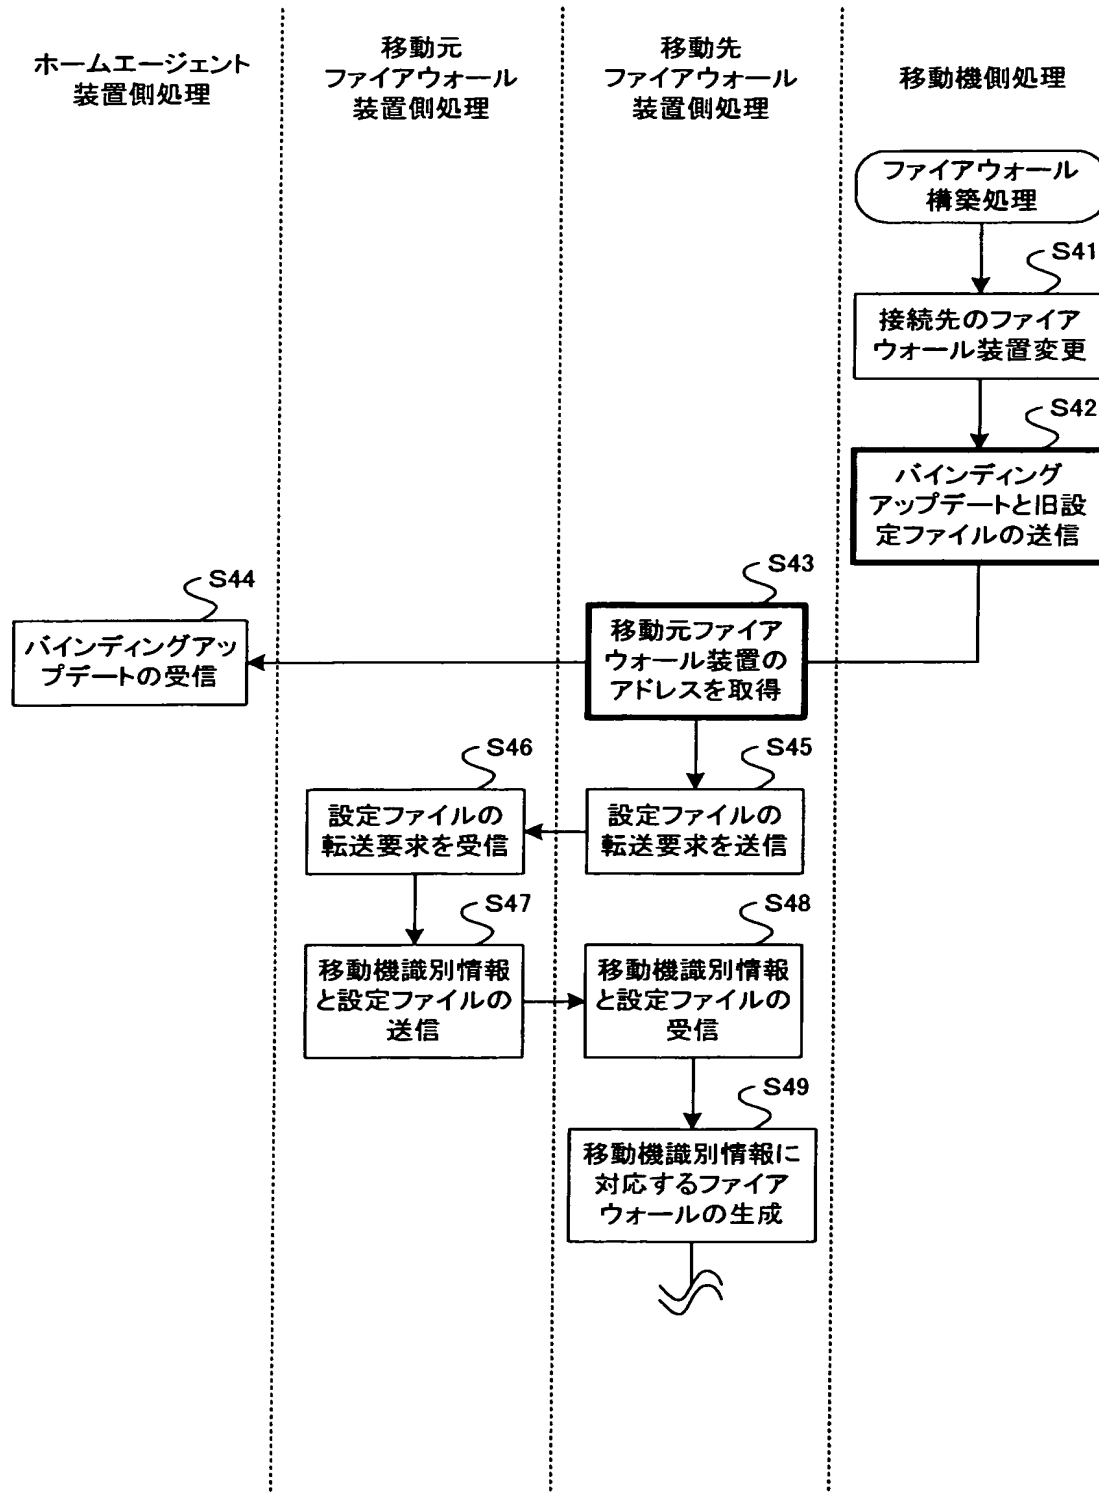 ホームエージェント
装置側処理
移動元
ファイアウォール
装置側処理
移動先
ファイアウォール
装置側処理
移動機側処理
ファイアウォール
構築処理
S41
接続先のファイア
ウォール装置変更
S42
バインディング
アップデートと旧設
定ファイルの送信
S43
移動元ファイア
ウォール装置の
アドレスを取得
S44
バインディングアッ
プデートの受信
S45
設定ファイルの
転送要求を送信
S46
設定ファイルの
転送要求を受信
S47
移動機識別情報
と設定ファイルの
送信
S48
移動機識別情報
と設定ファイルの
受信
S49
移動機識別情報に
対応するファイア
ウォールの生成